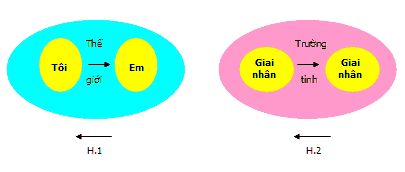 Thế
Tôi
Em
giới
H.1
Trường
Giai
nhân
Giai
nhân
tình
H.2